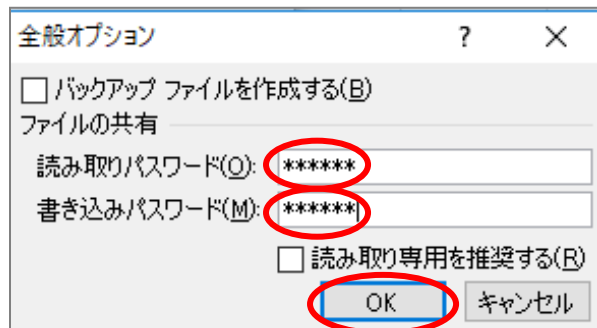 全般オプション ? ×
バックアップ ファイルを作成する(B)
ファイルの共有
読み取りパスワード(O): ******
書き込みパスワード(M): ******
読み取り専用を推奨する(R)
OK キャンセル